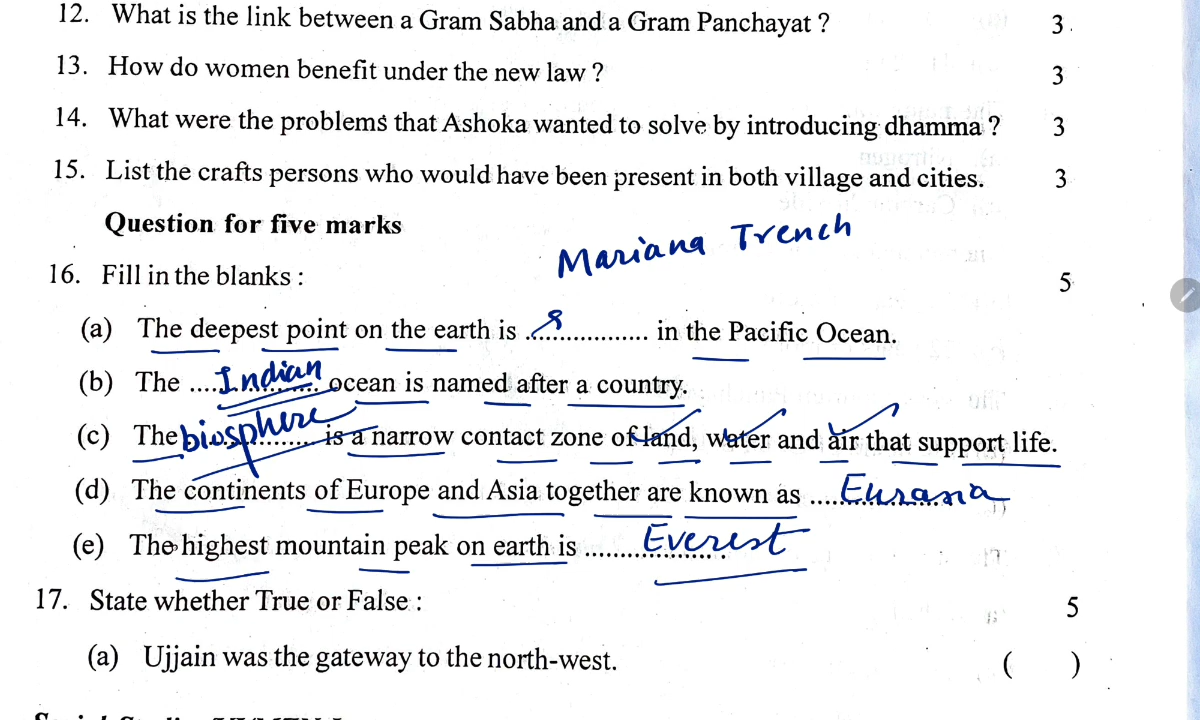 12. What is the link between a Gram Sabha and a Gram Panchayat ? 3
13. How do women benefit under the new law ? 3
14. What were the problems that Ashoka wanted to solve by introducing dhamma ? 3
15. List the crafts persons who would have been present in both village and cities. 3
Question for five marks
Mariana Trench
16. Fill in the blanks : 5
(a) The deepest point on the earth is .................. in the Pacific Ocean.
(b) The ....Indian........ ocean is named after a country.
(c) The biosphere........ is a narrow contact zone of land, water and air that support life.
(d) The continents of Europe and Asia together are known as ....Eurasia
(e) The highest mountain peak on earth is ........Everest........
17. State whether True or False : 5
(a) Ujjain was the gateway to the north-west. ( )